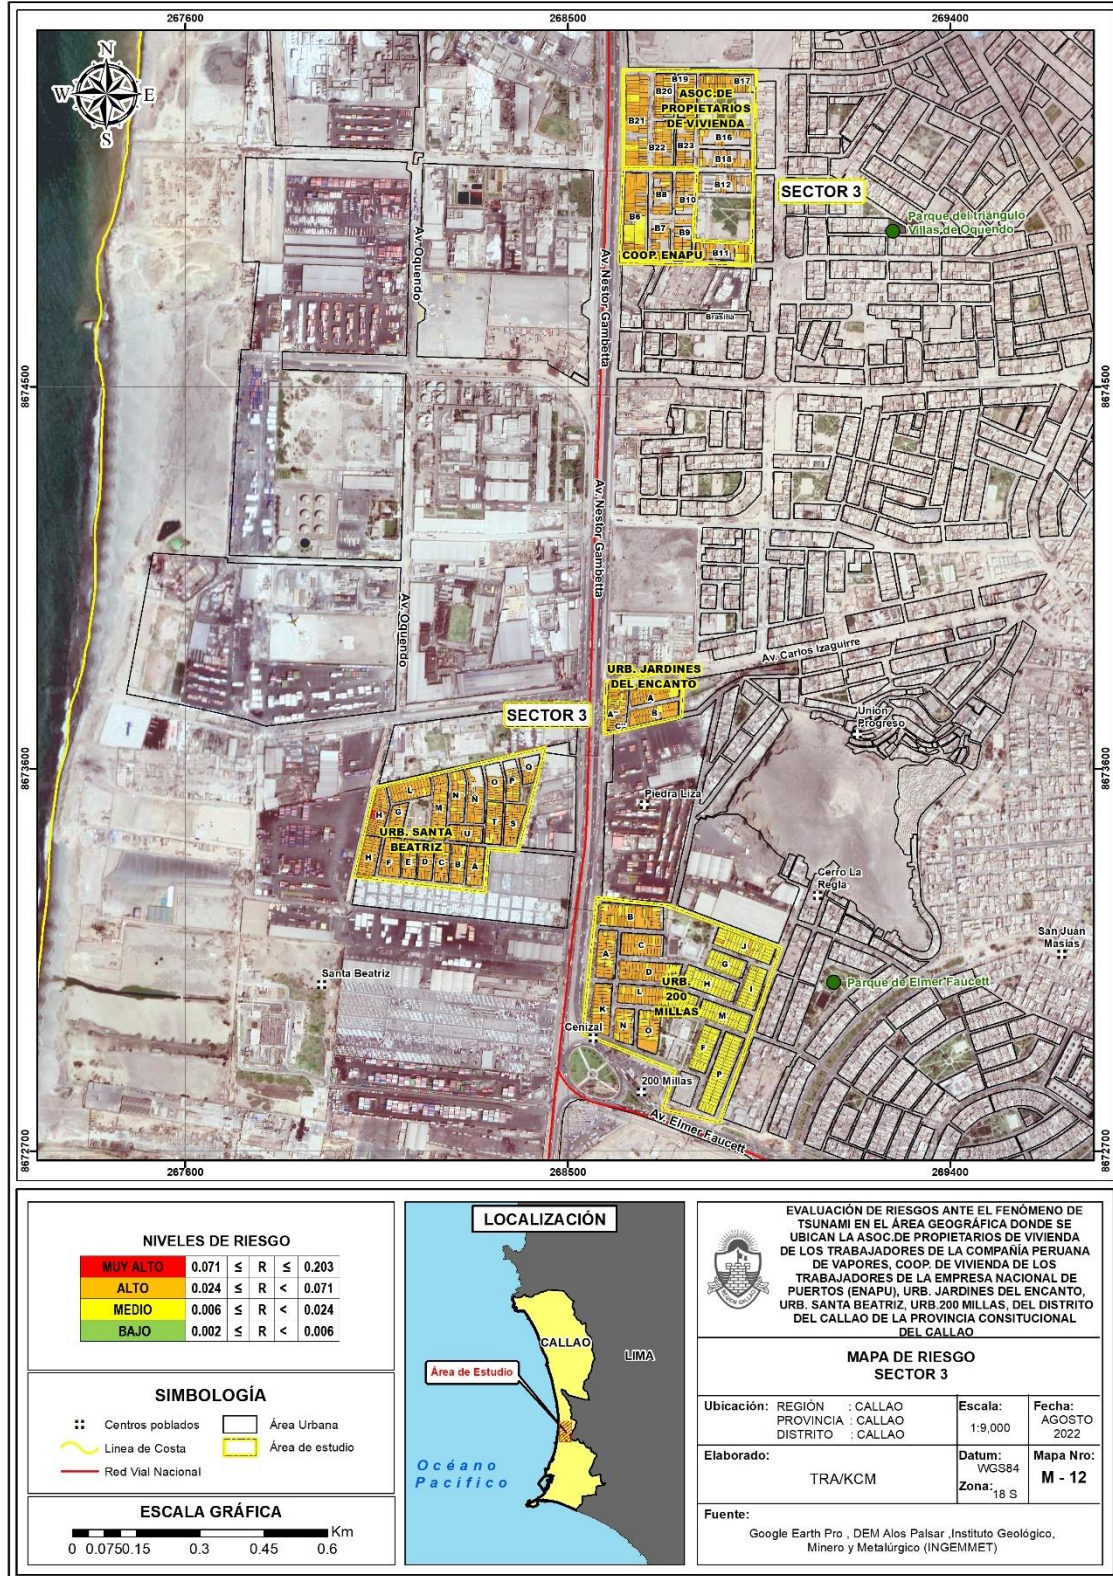 267600
268500
269400
N
W
E
S
B19
B17
B20
ASOC.DE
PROPIETARIOS
DE VIVIENDA
B21
B16
B22
B23
B18
B12
B8
B10
B6
B7
B9
COOP. ENAPU
B11
SECTOR 3
Parque del triángulo
Villas de Oquendo
Av. Oquendo
Av. Nestor Gambetta
Brasilia
8674500
8674500
Av. Nestor Gambetta
Av. Oquendo
Av. Carlos Izaguirre
URB. JARDINES
DEL ENCANTO
A
A
B
C
SECTOR 3
Union
Progreso
8673600
8673600
Piedra Liza
Q
P
O
L
N
Ñ
M
G
H
S
T
U
URB. SANTA
BEATRIZ
H
F
E
D
C
B
A
Cerro La
Regla
San Juan
Masias
B
J
C
A
G
D
H
I
URB.
200
MILLAS
L
K
M
N
O
F
P
Parque de Elmer Faucett
Santa Beatriz
Cenizal
200 Millas
Av. Elmer Faucett
8672700
8672700
267600
268500
269400
NIVELES DE RIESGO
MUY ALTO 0.071 ≤ R ≤ 0.203
ALTO 0.024 ≤ R < 0.071
MEDIO 0.006 ≤ R < 0.024
BAJO 0.002 ≤ R < 0.006
SIMBOLOGÍA
Centros poblados
Área Urbana
Linea de Costa
Área de estudio
Red Vial Nacional
ESCALA GRÁFICA
Km
0 0.0750.15 0.3 0.45 0.6
LOCALIZACIÓN
CALLAO
LIMA
Área de Estudio
Océano
Pacífico
REGIÓN CALLAO
EVALUACIÓN DE RIESGOS ANTE EL FENÓMENO DE
TSUNAMI EN EL ÁREA GEOGRÁFICA DONDE SE
UBICAN LA ASOC.DE PROPIETARIOS DE VIVIENDA
DE LOS TRABAJADORES DE LA COMPAÑÍA PERUANA
DE VAPORES, COOP. DE VIVIENDA DE LOS
TRABAJADORES DE LA EMPRESA NACIONAL DE
PUERTOS (ENAPU), URB. JARDINES DEL ENCANTO,
URB. SANTA BEATRIZ, URB.200 MILLAS, DEL DISTRITO
DEL CALLAO DE LA PROVINCIA CONSITUCIONAL
DEL CALLAO
MAPA DE RIESGO
SECTOR 3
Ubicación: REGIÓN : CALLAO
PROVINCIA : CALLAO
DISTRITO : CALLAO
Escala:
1:9,000
Fecha:
AGOSTO
2022
Elaborado:
TRA/KCM
Datum:
WGS84
Zona: 18 S
Mapa Nro:
M - 12
Fuente:
Google Earth Pro , DEM Alos Palsar ,Instituto Geológico,
Minero y Metalúrgico (INGEMMET)